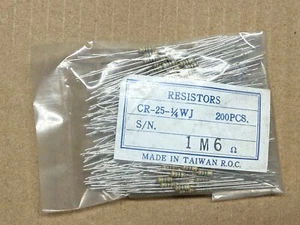 RESISTORS
CR-25-¼WJ 200PCS.
S/N.
1M6 Ω
MADE IN TAIWAN R.O.C.